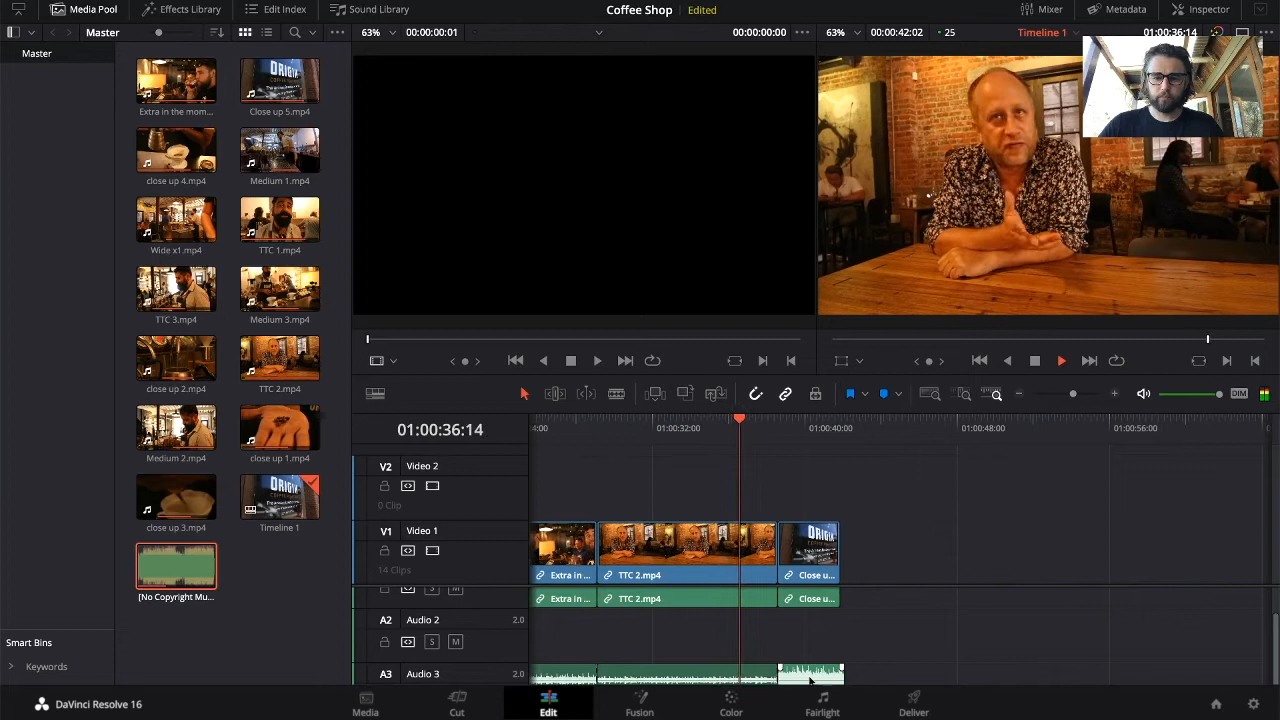 Media Pool Effects Library Edit Index Sound Library Coffee Shop Edited Mixer Metadata Inspector
Master 63% 00:00:00:01 00:00:00:00 63% 00:00:42:02 25 Timeline 1 01:00:36:14
Master
Extra in the mom... Close up 5.mp4
close up 4.mp4 Medium 1.mp4
Wide x1.mp4 TTC 1.mp4
TTC 3.mp4 Medium 3.mp4
close up 2.mp4 TTC 2.mp4
Medium 2.mp4 close up 1.mp4
close up 3.mp4 Timeline 1
[No Copyright Mu...
Smart Bins
Keywords
DIM
01:00:36:14
4:00 01:00:32:00 01:00:40:00 01:00:48:00 01:00:56:00
V2 Video 2
0 Clip
V1 Video 1
14 Clips
Extra in ... TTC 2.mp4 Close u...
S M
Extra in ... TTC 2.mp4 Close u...
A2 Audio 2 2.0
S M
A3 Audio 3 2.0
DaVinci Resolve 16 Media Cut Edit Fusion Color Fairlight Deliver